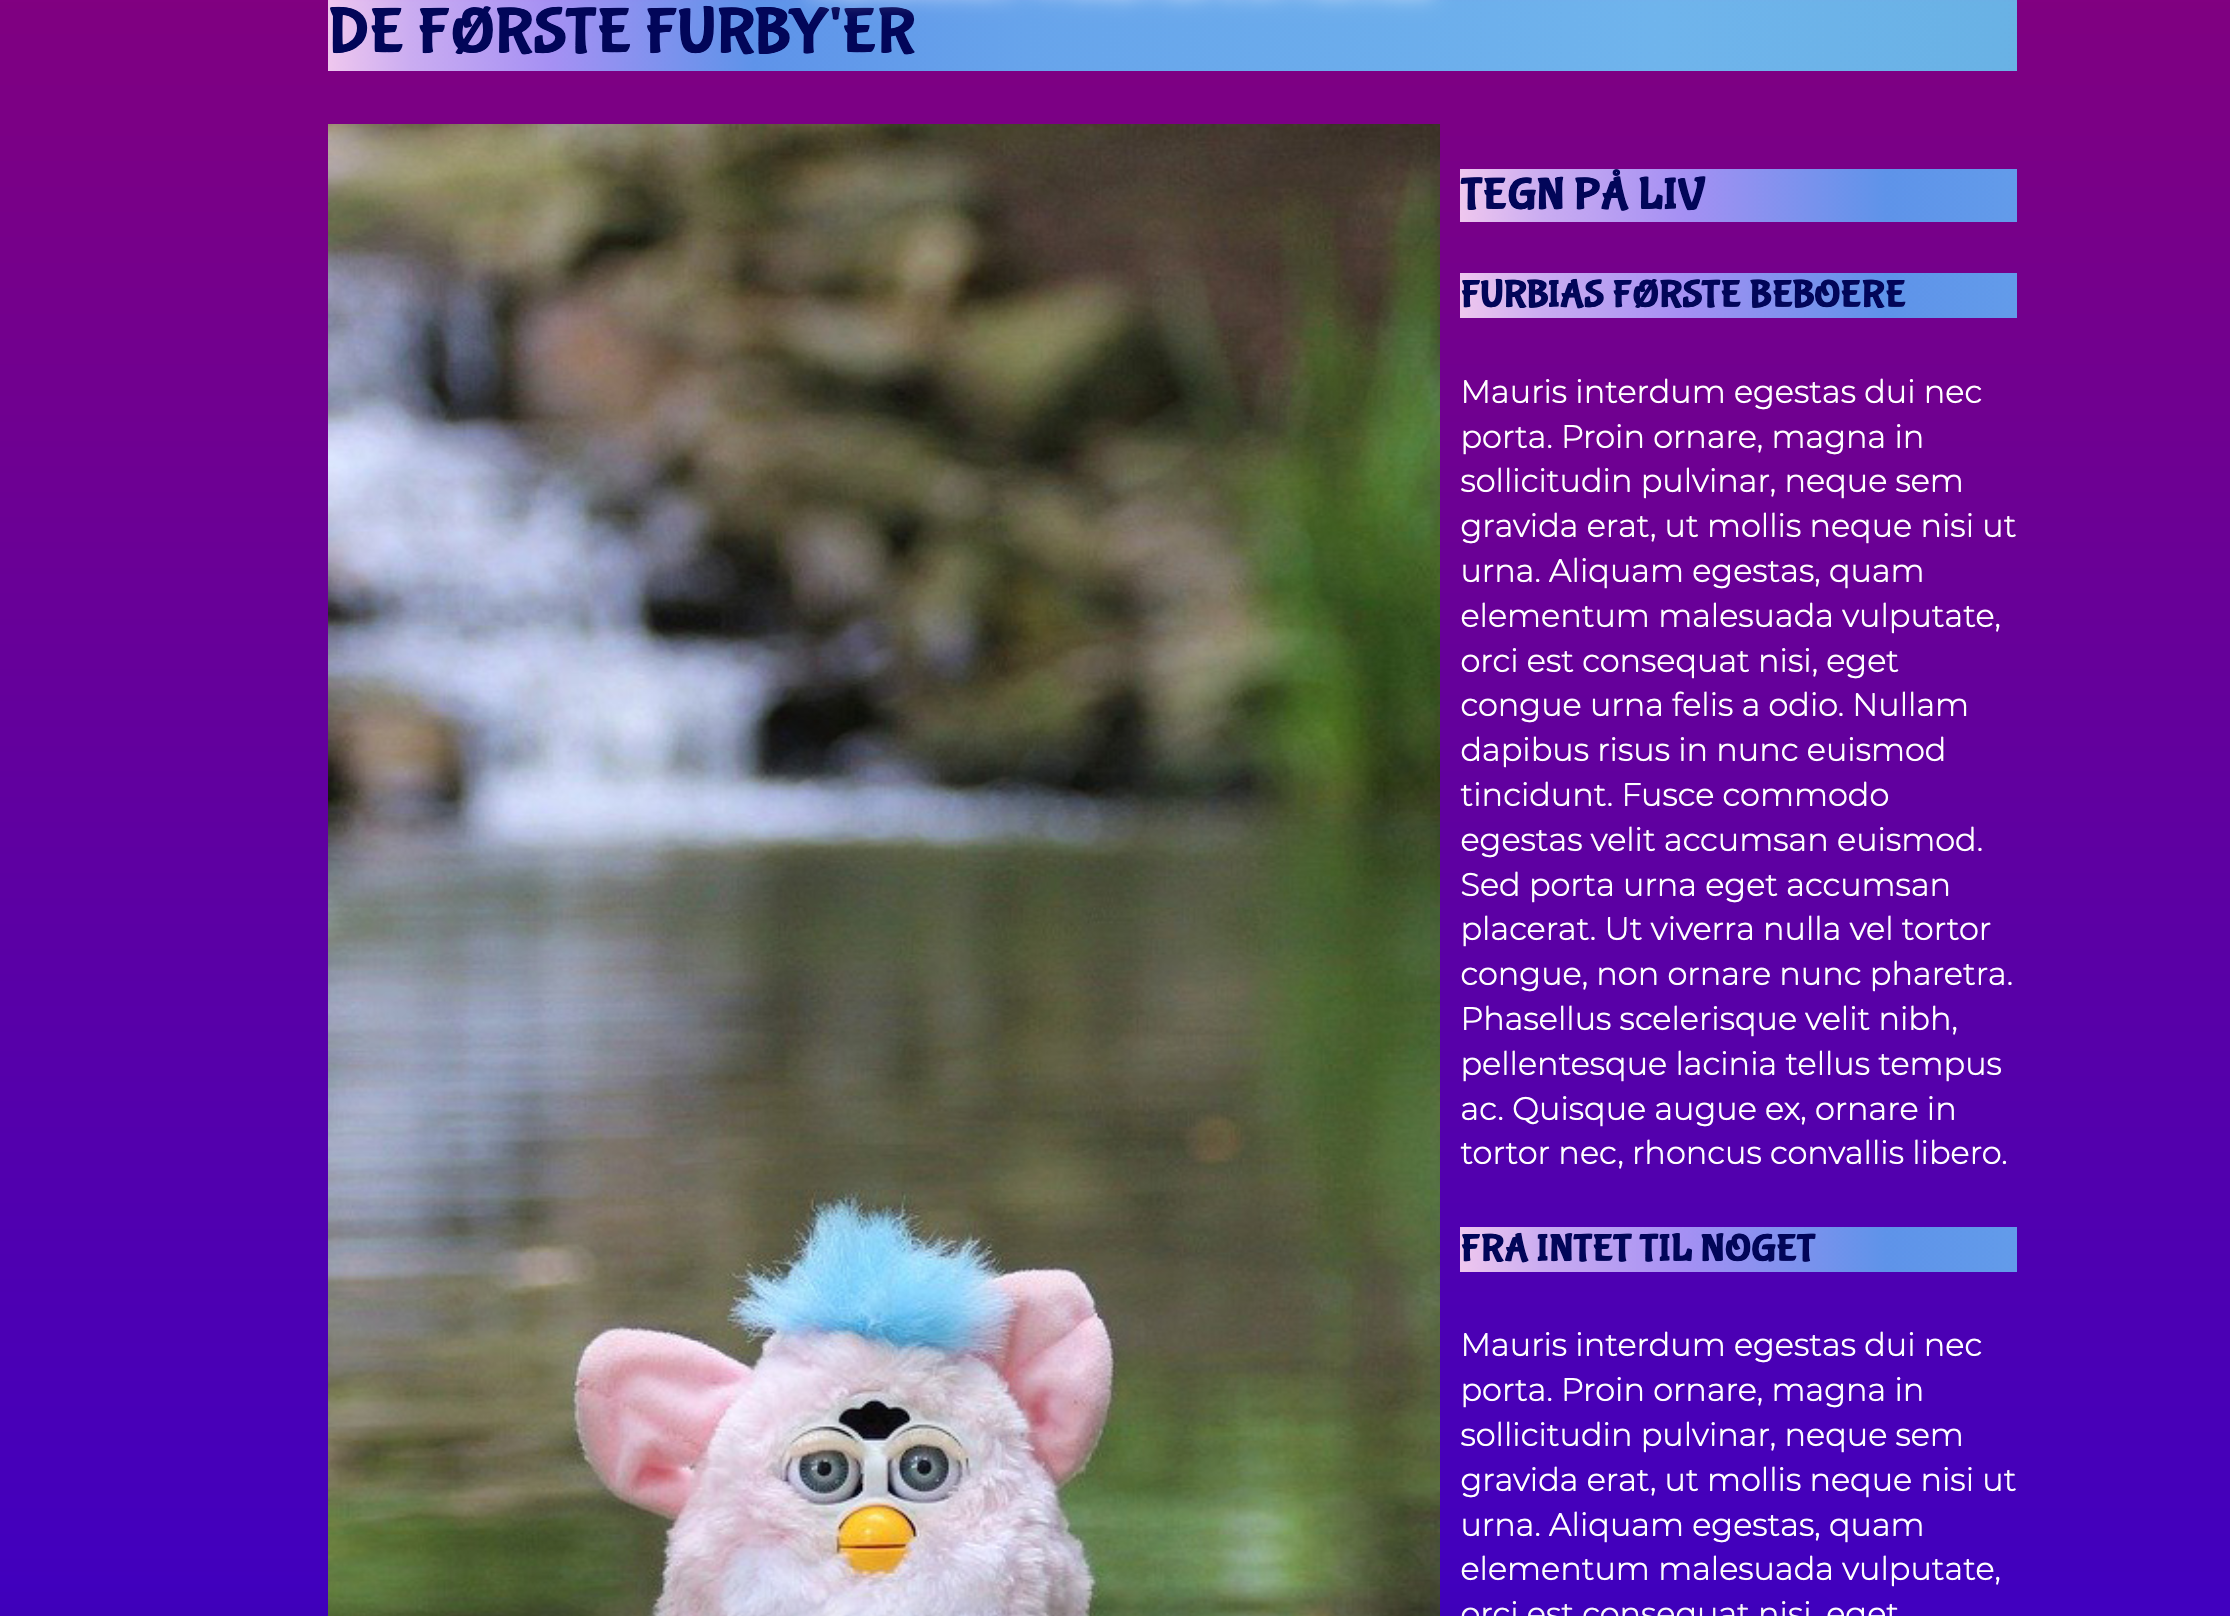 DE FØRSTE FURBY'ER
TEGN PÅ LIV
FURBIAS FØRSTE BEBOERE
Mauris interdum egestas dui nec
porta. Proin ornare, magna in
sollicitudin pulvinar, neque sem
gravida erat, ut mollis neque nisi ut
urna. Aliquam egestas, quam
elementum malesuada vulputate,
orci est consequat nisi, eget
congue urna felis a odio. Nullam
dapibus risus in nunc euismod
tincidunt. Fusce commodo
egestas velit accumsan euismod.
Sed porta urna eget accumsan
placerat. Ut viverra nulla vel tortor
congue, non ornare nunc pharetra.
Phasellus scelerisque velit nibh,
pellentesque lacinia tellus tempus
ac. Quisque augue ex, ornare in
tortor nec, rhoncus convallis libero.
FRA INTET TIL NOGET
Mauris interdum egestas dui nec
porta. Proin ornare, magna in
sollicitudin pulvinar, neque sem
gravida erat, ut mollis neque nisi ut
urna. Aliquam egestas, quam
elementum malesuada vulputate,
orci est consequat nisi, eget